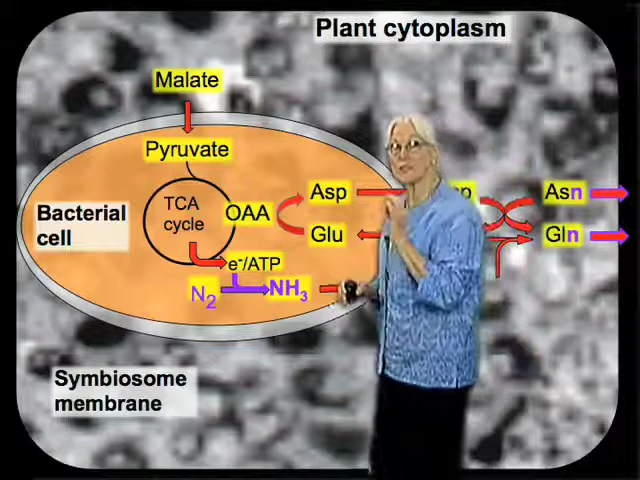 Plant cytoplasm
Malate
Pyruvate
TCA
cycle
OAA
Asp
Glu
Asn
Gln
Bacterial
cell
e-/ATP
N2
NH3
Symbiosome
membrane